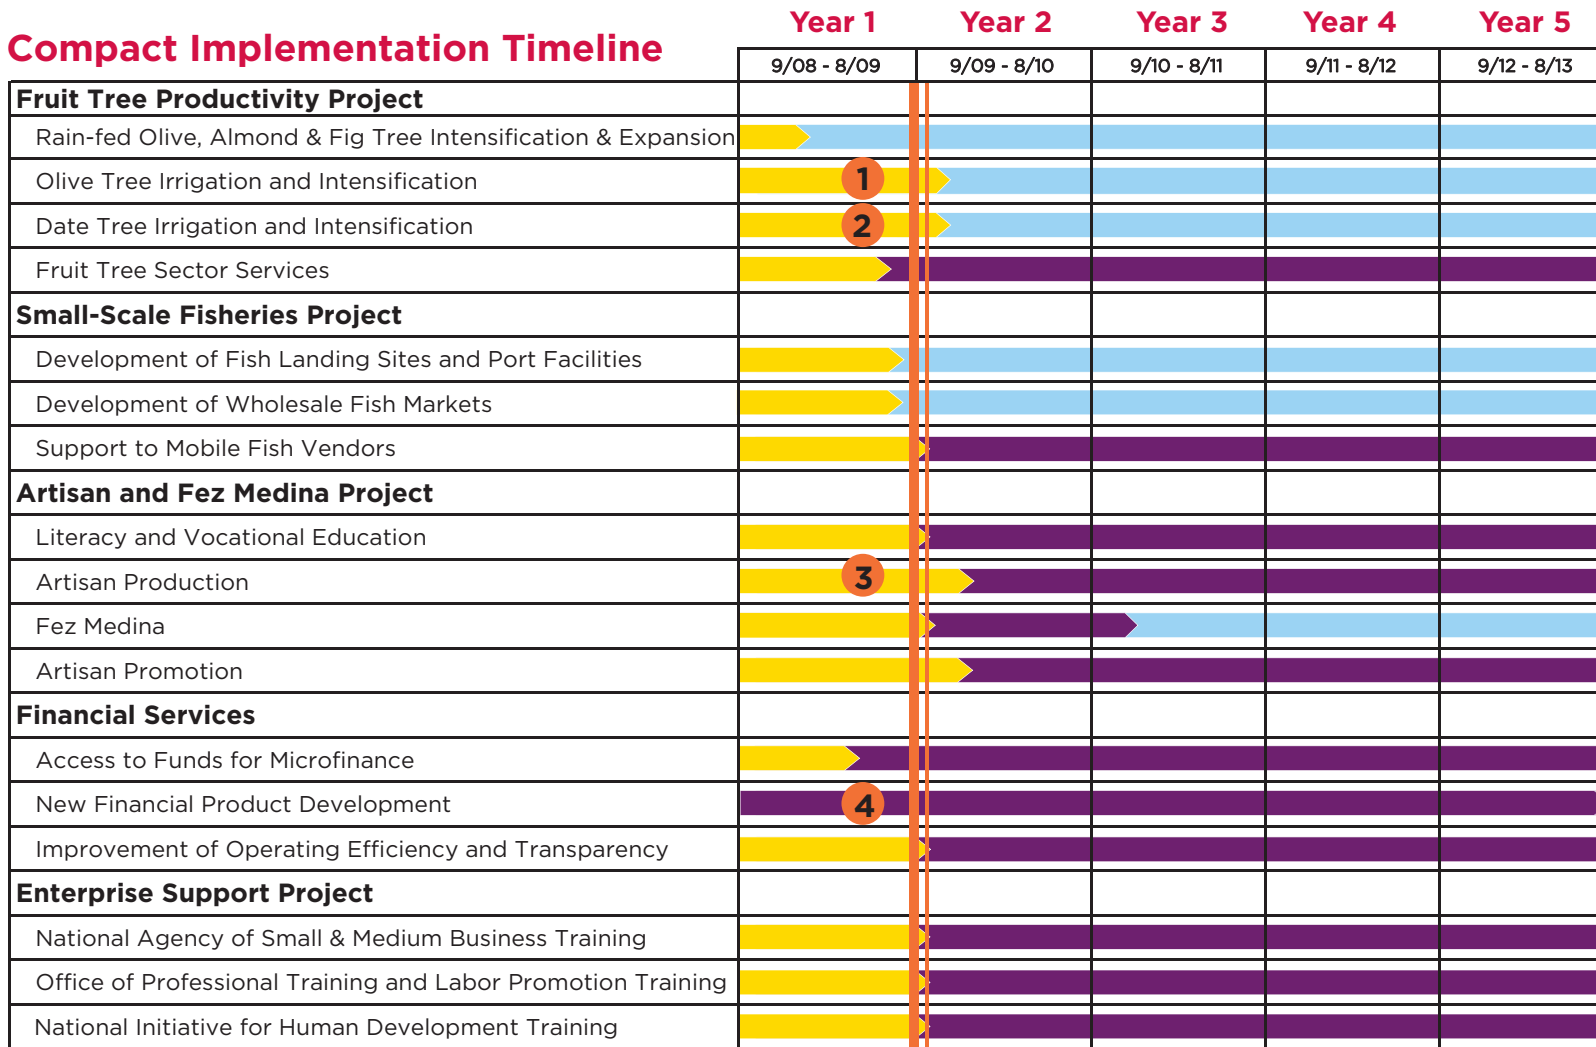 Compact Implementation Timeline
Year 1 Year 2 Year 3 Year 4 Year 5
9/08 - 8/09 9/09 - 8/10 9/10 - 8/11 9/11 - 8/12 9/12 - 8/13
Fruit Tree Productivity Project
Rain-fed Olive, Almond & Fig Tree Intensification & Expansion
Olive Tree Irrigation and Intensification 1
Date Tree Irrigation and Intensification 2
Fruit Tree Sector Services
Small-Scale Fisheries Project
Development of Fish Landing Sites and Port Facilities
Development of Wholesale Fish Markets
Support to Mobile Fish Vendors
Artisan and Fez Medina Project
Literacy and Vocational Education
Artisan Production 3
Fez Medina
Artisan Promotion
Financial Services
Access to Funds for Microfinance
New Financial Product Development 4
Improvement of Operating Efficiency and Transparency
Enterprise Support Project
National Agency of Small & Medium Business Training
Office of Professional Training and Labor Promotion Training
National Initiative for Human Development Training